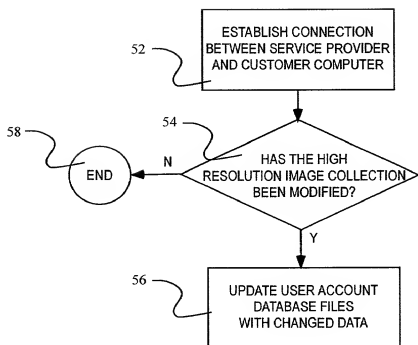 52
ESTABLISH CONNECTION
BETWEEN SERVICE PROVIDER
AND CUSTOMER COMPUTER
54
58
END
N
HAS THE HIGH
RESOLUTION IMAGE COLLECTION
BEEN MODIFIED?
Y
56
UPDATE USER ACCOUNT
DATABASE FILES
WITH CHANGED DATA